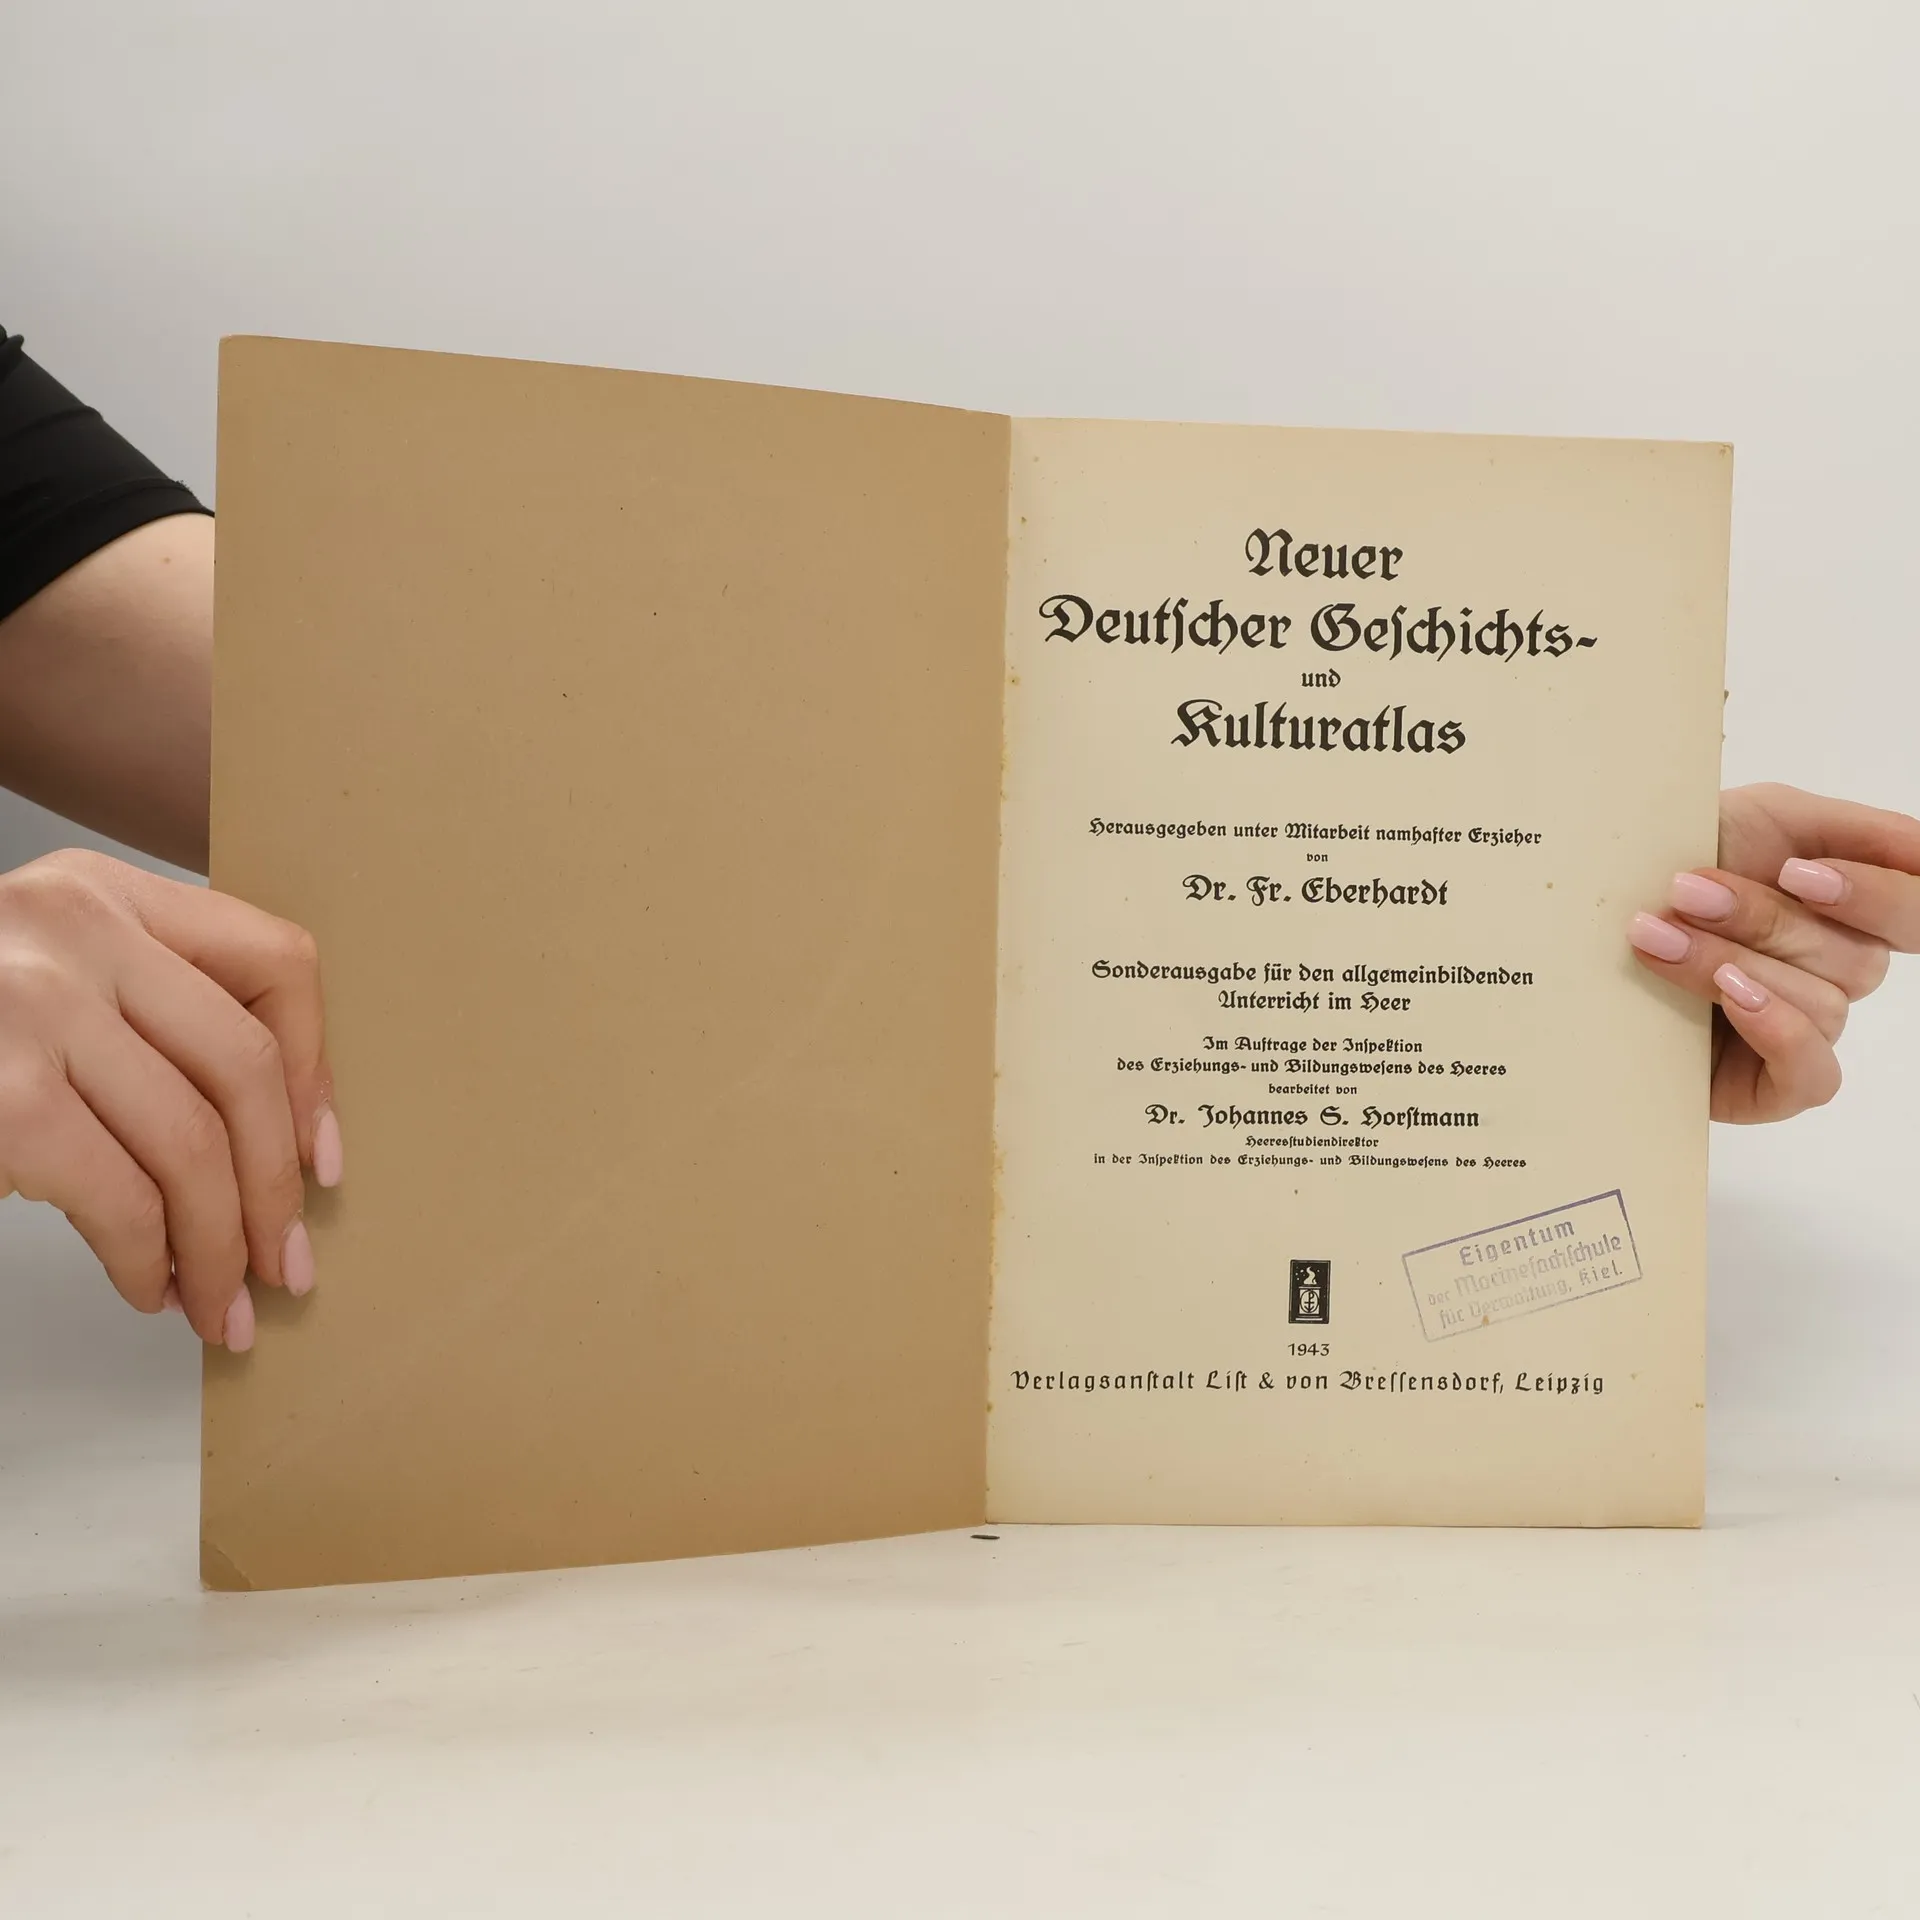 Neuer
Deutſcher Geſchichts-
und
Kulturatlas
Herausgegeben unter Mitarbeit namhafter Erzieher
von
Dr. Fr. Eberhardt
Sonderausgabe für den allgemeinbildenden
Unterricht im Heer
Im Auftrage der Inſpektion
des Erziehungs- und Bildungsweſens des Heeres
bearbeitet von
Dr. Johannes S. Horſtmann
Heeresſtudiendirektor
in der Inſpektion des Erziehungs- und Bildungsweſens des Heeres
Eigentum
der Marinefachſchule
für Verwaltung, Kiel.
1943
Verlagsanſtalt Liſt & von Breſſensdorf, Leipzig